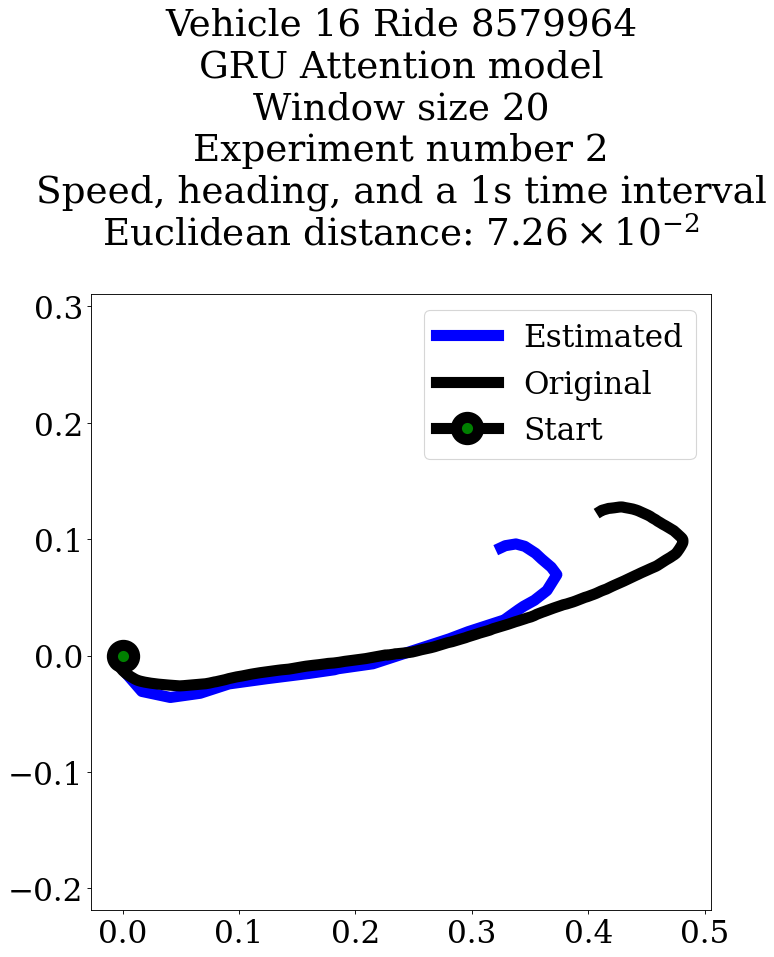 Vehicle 16 Ride 8579964
GRU Attention model
Window size 20
Experiment number 2
Speed, heading, and a 1s time interval
Euclidean distance: 7.26 × 10⁻²
Estimated
Original
Start
0.3
0.2
0.1
0.0
−0.1
−0.2
0.0 0.1 0.2 0.3 0.4 0.5